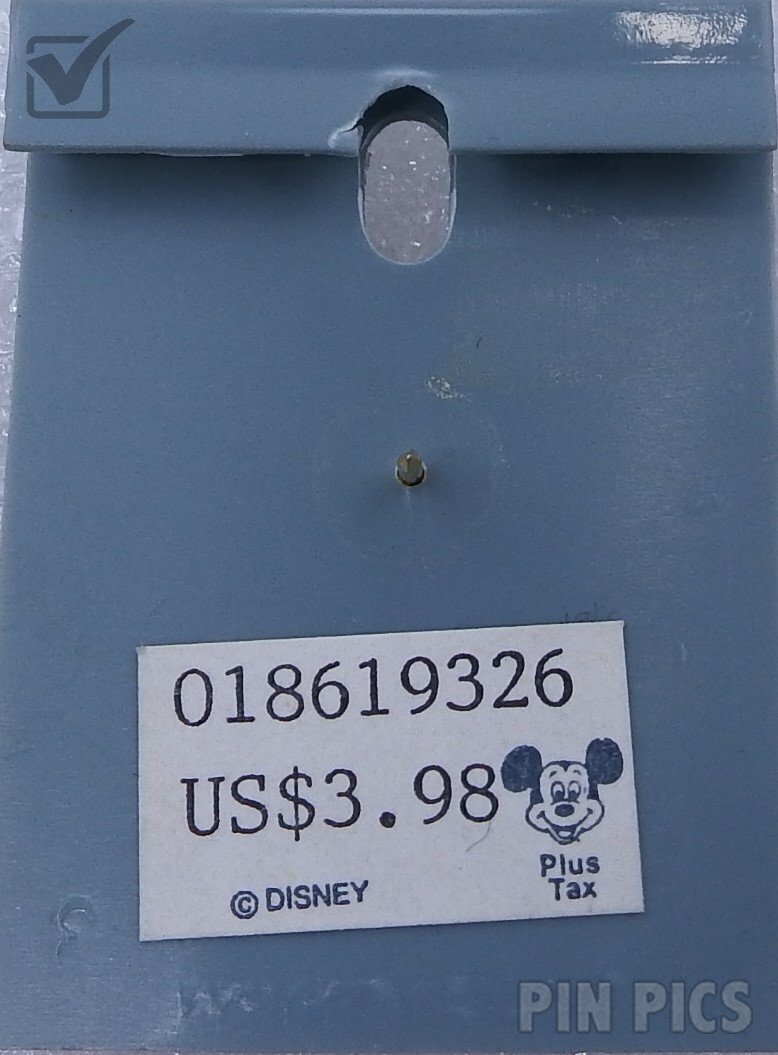 018619326
US$3.98
Plus
Tax
© DISNEY
PIN PICS